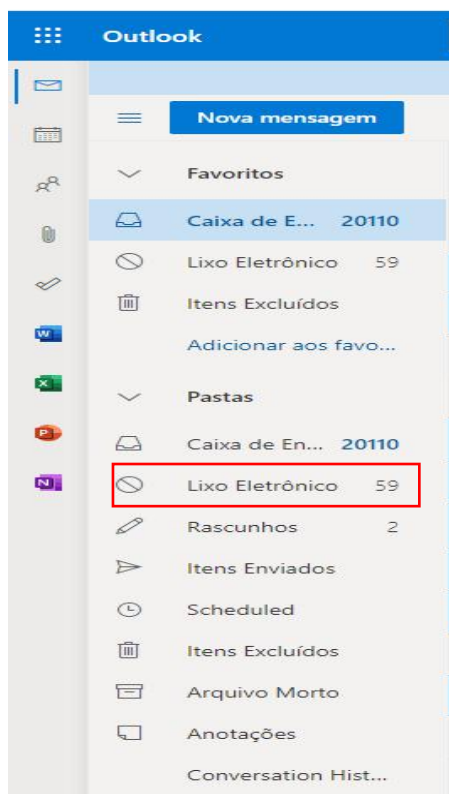 Outlook
Nova mensagem
Favoritos
Caixa de E... 20110
Lixo Eletrônico 59
Itens Excluídos
Adicionar aos favo...
Pastas
Caixa de En... 20110
Lixo Eletrônico 59
Rascunhos 2
Itens Enviados
Scheduled
Itens Excluídos
Arquivo Morto
Anotações
Conversation Hist...